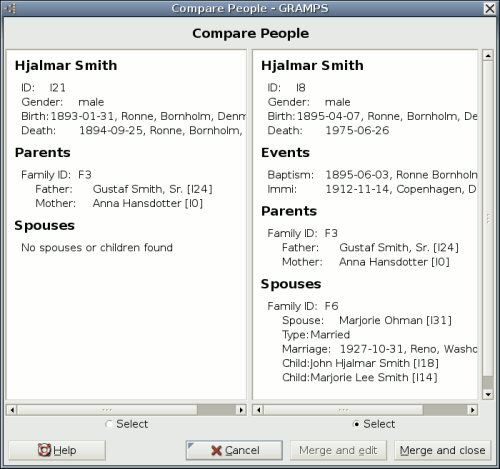 Compare People - GRAMPS
Compare People
Hjalmar Smith
ID: I21
Gender: male
Birth:1893-01-31, Ronne, Bornholm, Denm
Death: 1894-09-25, Ronne, Bornholm,
Parents
Family ID: F3
Father: Gustaf Smith, Sr. [I24]
Mother: Anna Hansdotter [I0]
Spouses
No spouses or children found
Select
Hjalmar Smith
ID: I8
Gender: male
Birth:1895-04-07, Ronne, Bornholm, De
Death: 1975-06-26
Events
Baptism: 1895-06-03, Ronne Bornholn
Immi: 1912-11-14, Copenhagen, D
Parents
Family ID: F3
Father: Gustaf Smith, Sr. [I24]
Mother: Anna Hansdotter [I0]
Spouses
Family ID: F6
Spouse: Marjorie Ohman [I31]
Type:Married
Marriage: 1927-10-31, Reno, Washo
Child:John Hjalmar Smith [I18]
Child:Marjorie Lee Smith [I14]
Select
Help
Cancel
Merge and edit
Merge and close